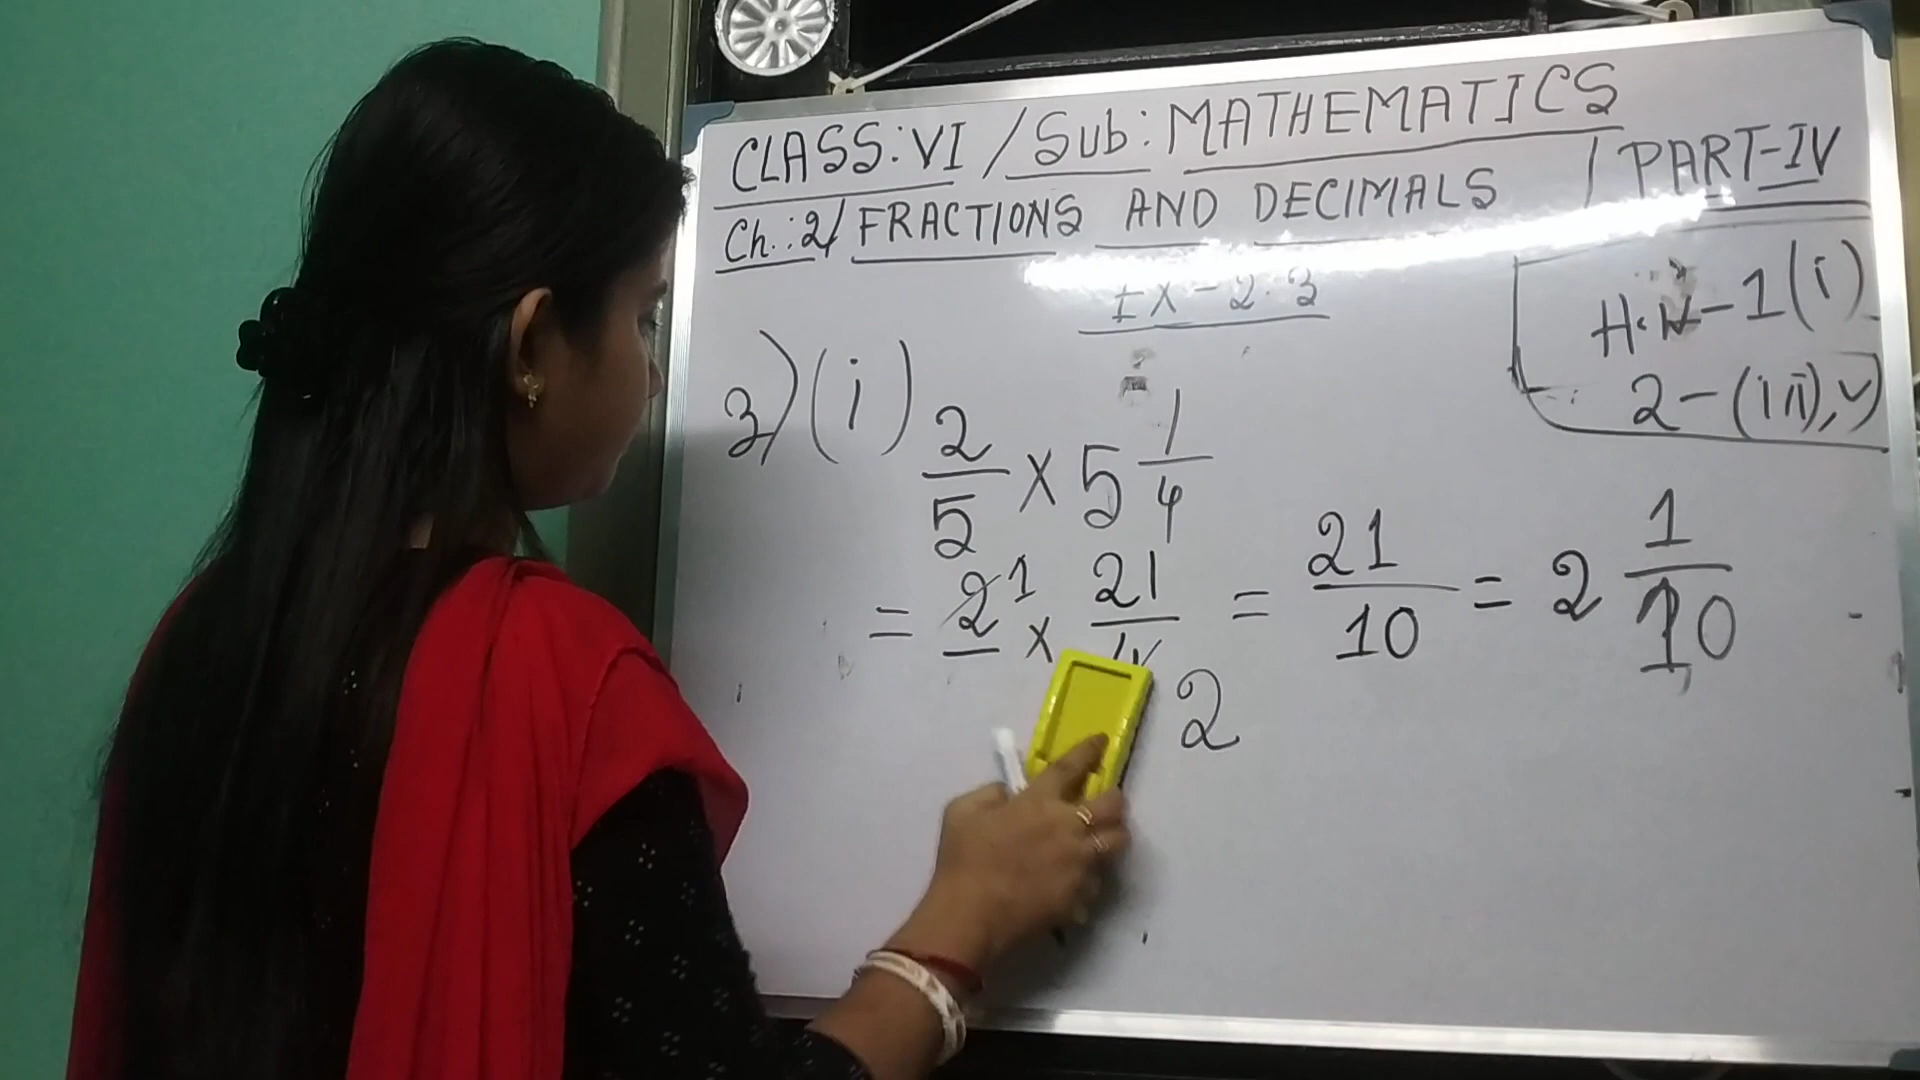 CLASS: VI / Sub: MATHEMATICS
Ch.: 2/ FRACTIONS AND DECIMALS / PART-IV
Ex-2.3
H.W-1(i)
2-(iii),v)
3)(i) 2/5 x 5 1/4
= 2 1 x 21/4 2 = 21/10 = 2 1/10